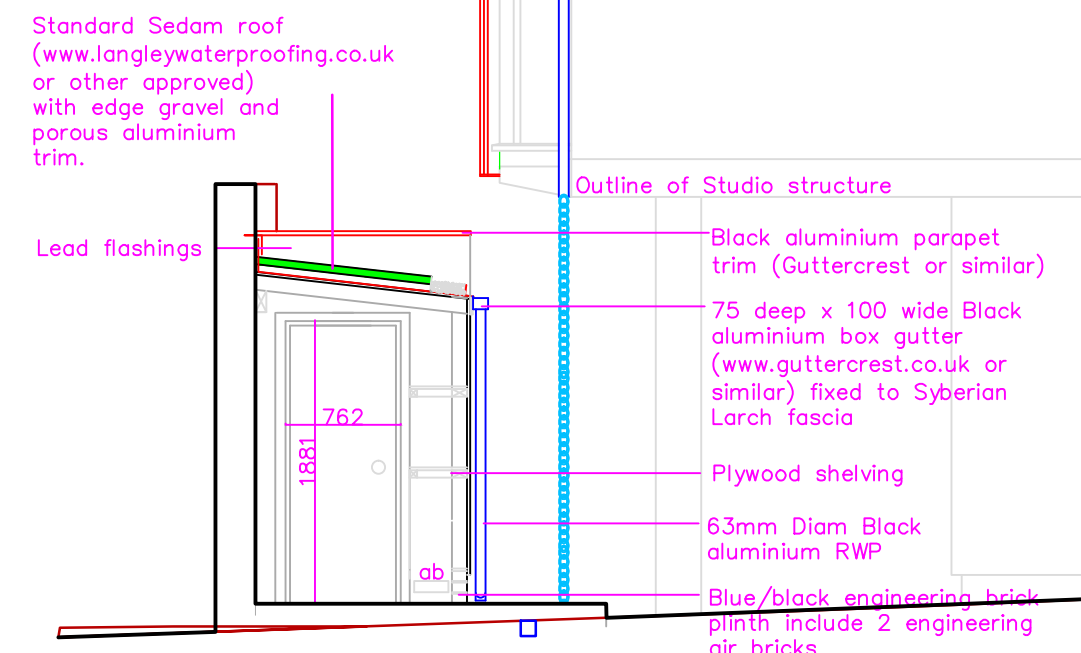 Standard Sedam roof
(www.langleywaterproofing.co.uk
or other approved)
with edge gravel and
porous aluminium
trim.
Outline of Studio structure
Lead flashings
Black aluminium parapet
trim (Guttercrest or similar)
75 deep x 100 wide Black
aluminium box gutter
(www.guttercrest.co.uk or
similar) fixed to Syberian
Larch fascia
762
1881
Plywood shelving
63mm Diam Black
aluminium RWP
ab
Blue/black engineering brick
plinth include 2 engineering
air bricks